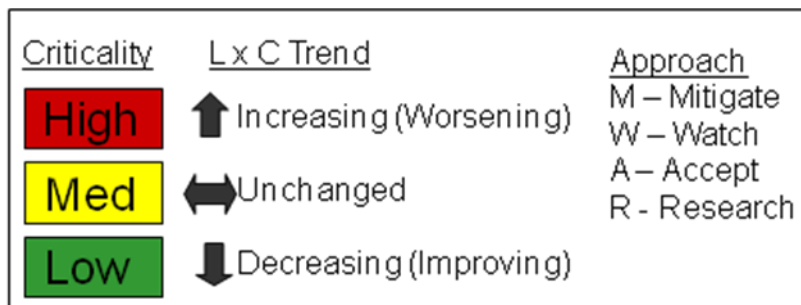 Criticality
High
Med
Low
L x C Trend
Increasing (Worsening)
Unchanged
Decreasing (Improving)
Approach
M – Mitigate
W – Watch
A – Accept
R - Research